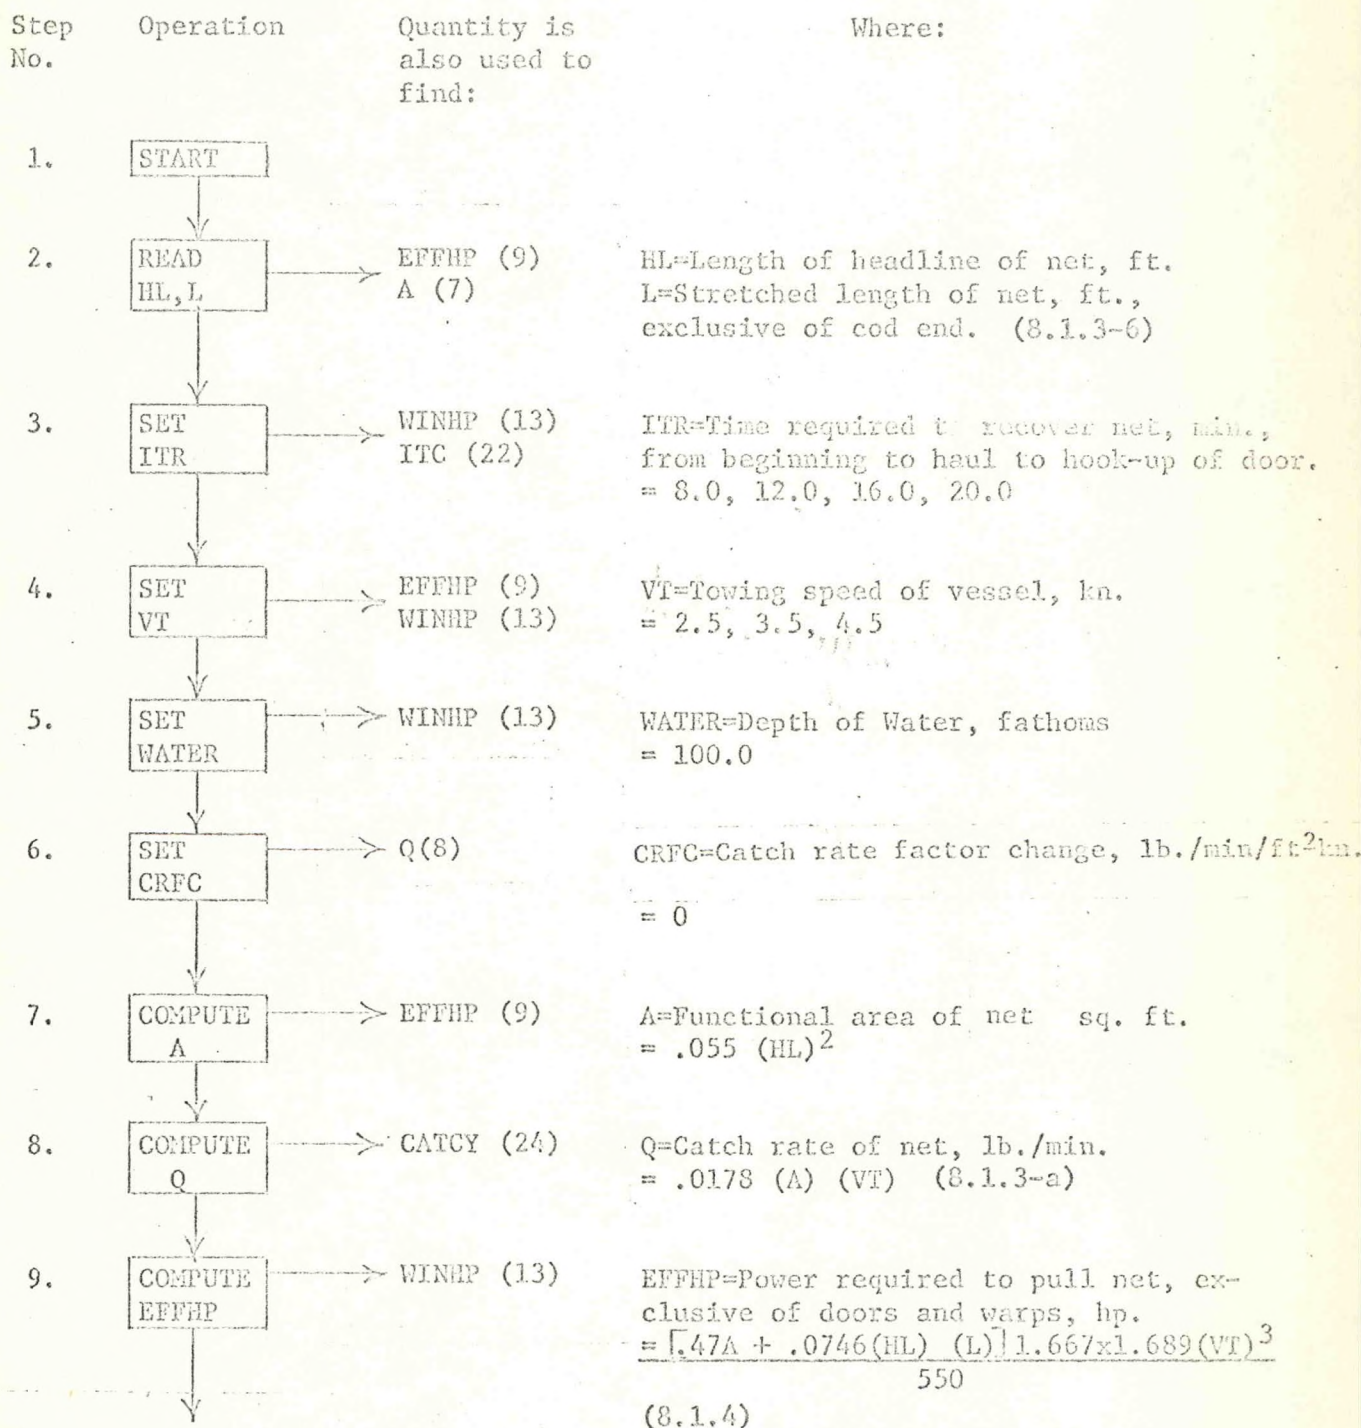 Step Operation Quantity is Where:
No. also used to
find:
1. START
2. READ EFFHP (9) HL=Length of headline of net, ft.
HL,L A (7) L=Stretched length of net, ft.,
exclusive of cod end. (8.1.3-6)
3. SET WINHP (13) ITR=Time required t recover net, min.,
ITR ITC (22) from beginning to haul to hook-up of door.
= 8.0, 12.0, 16.0, 20.0
4. SET EFFHP (9) VT=Towing speed of vessel, kn.
VT WINHP (13) = 2.5, 3.5, 4.5
5. SET WINHP (13) WATER=Depth of Water, fathoms
WATER = 100.0
6. SET Q(8) CRFC=Catch rate factor change, lb./min/ft²kn.
CRFC
= 0
7. COMPUTE EFFHP (9) A=Functional area of net sq. ft.
A = .055 (HL)²
8. COMPUTE CATCY (24) Q=Catch rate of net, lb./min.
Q = .0178 (A) (VT) (8.1.3-a)
9. COMPUTE WINHP (13) EFFHP=Power required to pull net, ex-
EFFHP clusive of doors and warps, hp.
= [.47A + .0746(HL) (L)] 1.667x1.689(VT)³
550
(8.1.4)